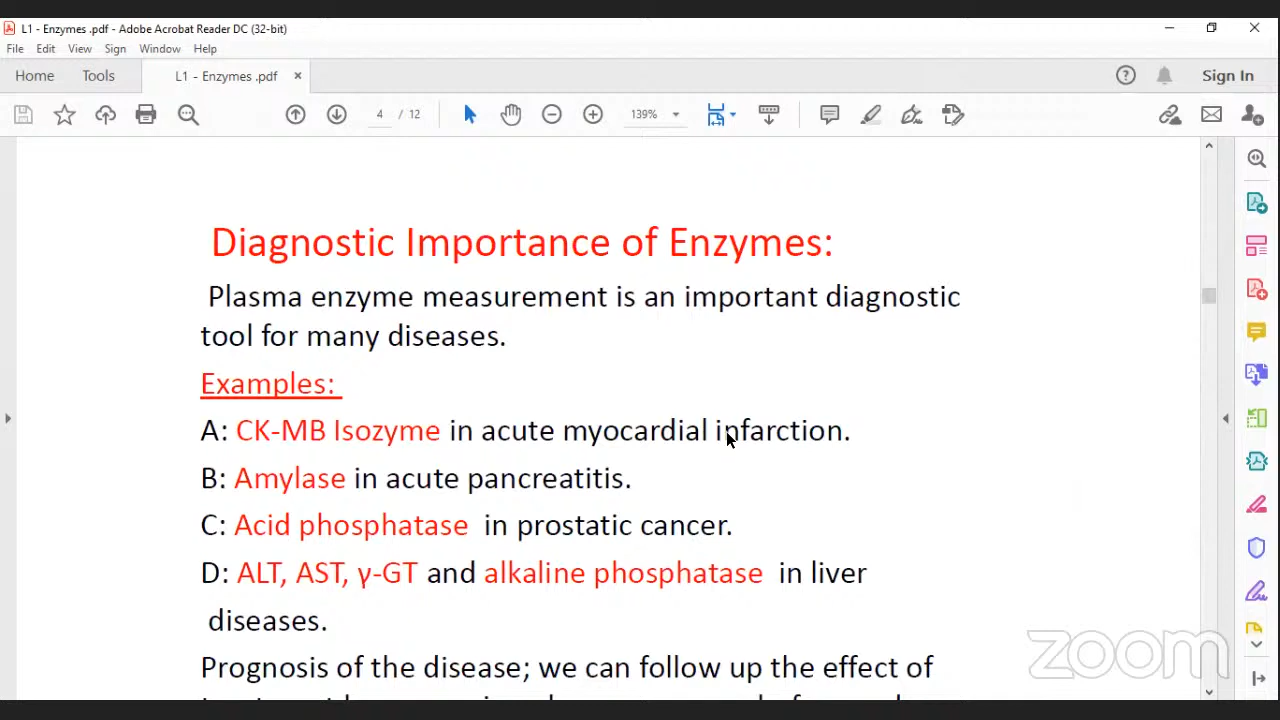 L1 - Enzymes .pdf - Adobe Acrobat Reader DC (32-bit)
File Edit View Sign Window Help
Home Tools L1 - Enzymes .pdf × Sign In
4 / 12 139%
Diagnostic Importance of Enzymes:
Plasma enzyme measurement is an important diagnostic
tool for many diseases.
Examples:
A: CK-MB Isozyme in acute myocardial infarction.
B: Amylase in acute pancreatitis.
C: Acid phosphatase in prostatic cancer.
D: ALT, AST, γ-GT and alkaline phosphatase in liver
diseases.
Prognosis of the disease; we can follow up the effect of
zoom